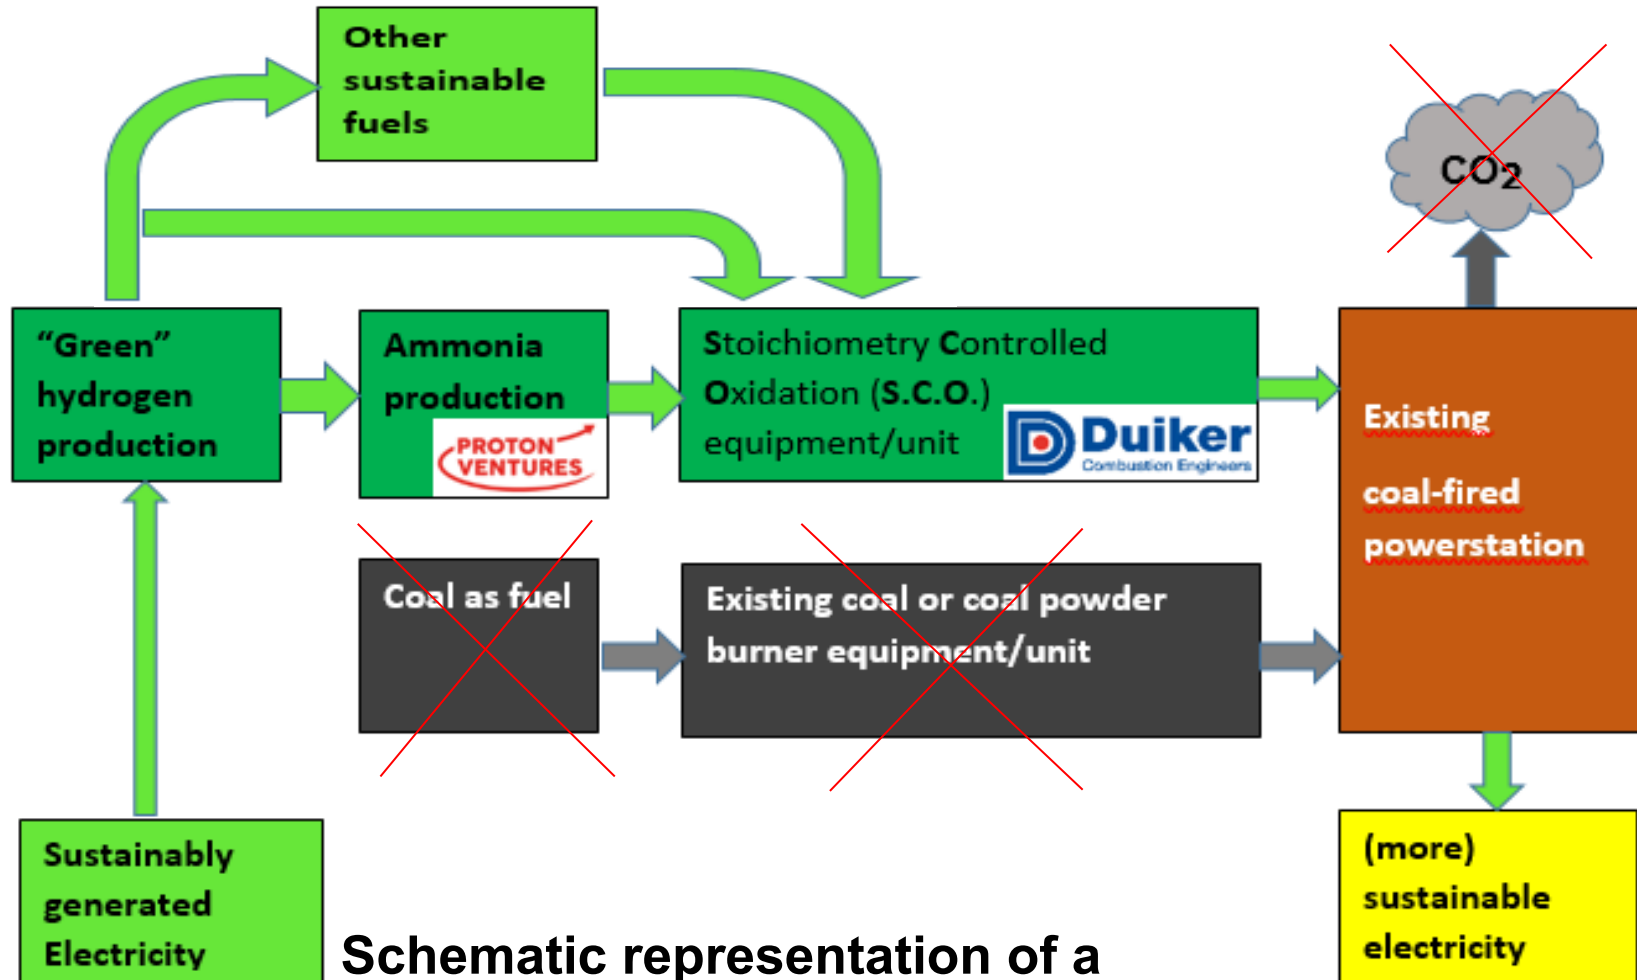 Other
sustainable
fuels
CO2
“Green”
hydrogen
production
Ammonia
production
PROTON
VENTURES
Stoichiometry Controlled
Oxidation (S.C.O.)
equipment/unit
Duiker
Combustion Engineers
Existing
coal-fired
powerstation
Coal as fuel
Existing coal or coal powder
burner equipment/unit
Sustainably
generated
Electricity
(more)
sustainable
electricity
Schematic representation of a